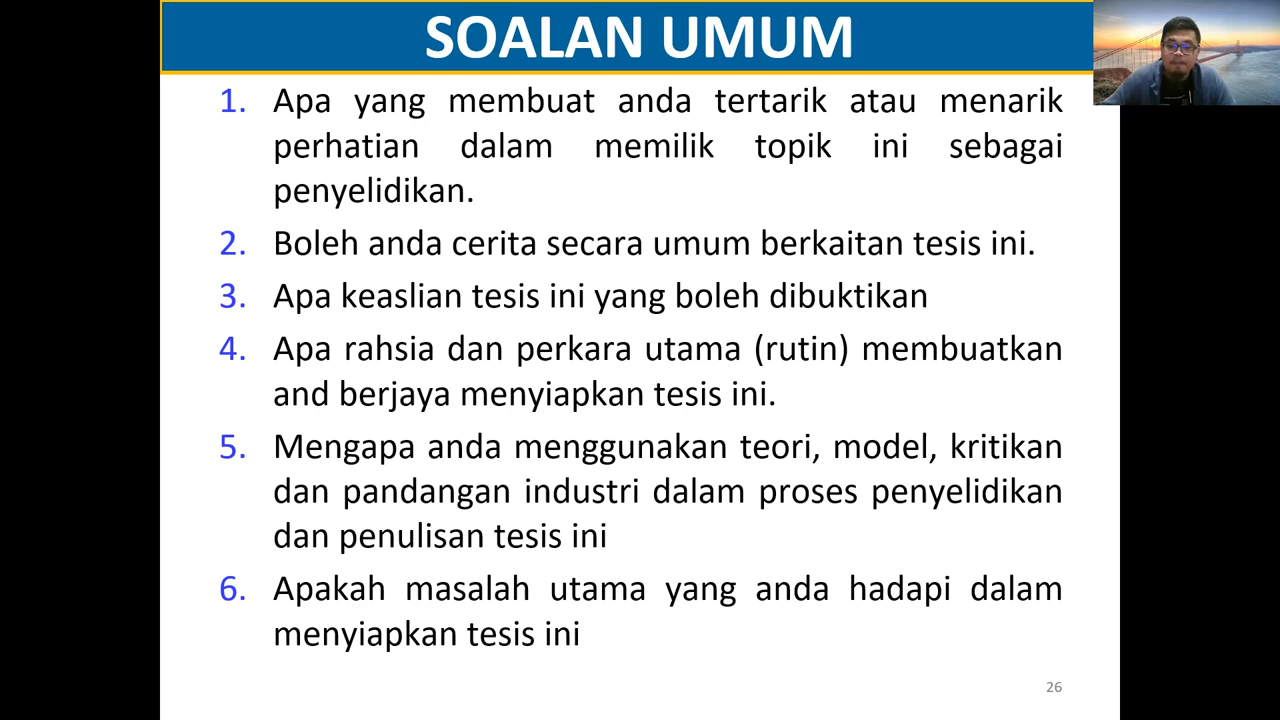 SOALAN UMUM
1. Apa yang membuat anda tertarik atau menarik
perhatian dalam memilik topik ini sebagai
penyelidikan.
2. Boleh anda cerita secara umum berkaitan tesis ini.
3. Apa keaslian tesis ini yang boleh dibuktikan
4. Apa rahsia dan perkara utama (rutin) membuatkan
and berjaya menyiapkan tesis ini.
5. Mengapa anda menggunakan teori, model, kritikan
dan pandangan industri dalam proses penyelidikan
dan penulisan tesis ini
6. Apakah masalah utama yang anda hadapi dalam
menyiapkan tesis ini
26